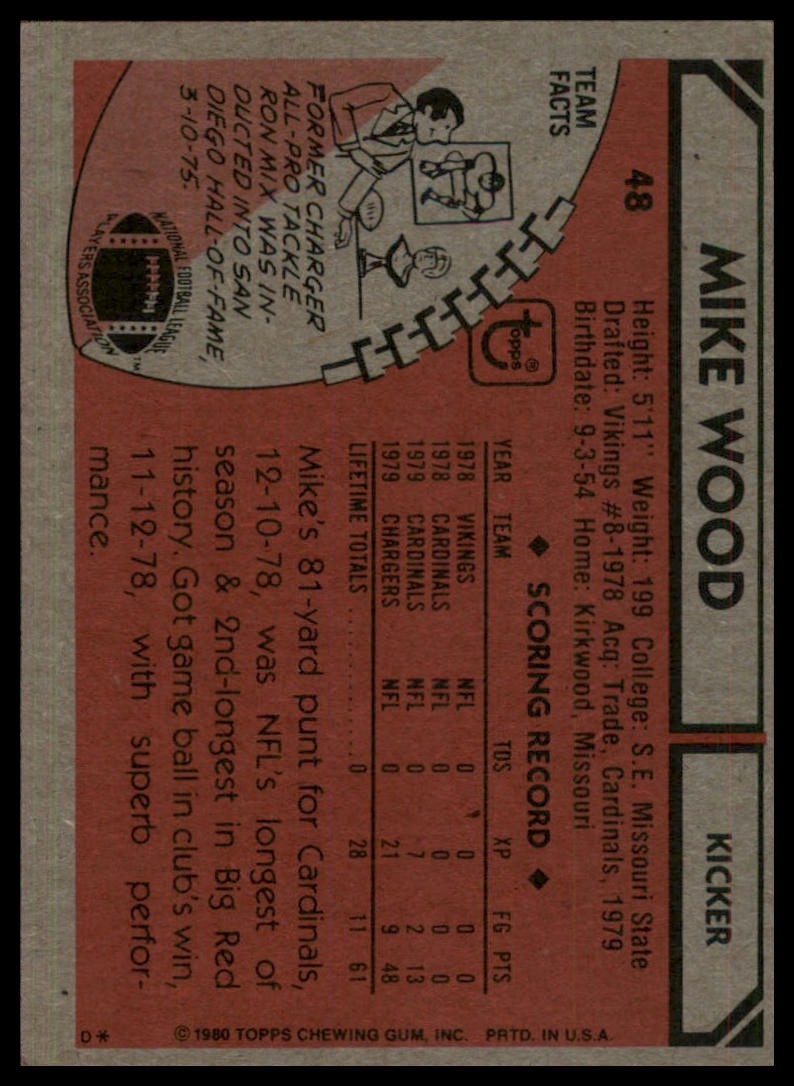 MIKE WOOD
KICKER
48
Height: 5'11" Weight: 199 College: S.E. Missouri State
Drafted: Vikings #8-1978 Acq: Trade, Cardinals, 1979
Birthdate: 9-3-54 Home: Kirkwood, Missouri
TEAM
FACTS
Topps ®
◆ SCORING RECORD ◆
YEAR TEAM TDS XP FG PTS
1978 VIKINGS NFL 0 0 0 0
1978 CARDINALS NFL 0 0 0 0
1979 CARDINALS NFL 0 7 2 13
1979 CHARGERS NFL 0 21 9 48
LIFETIME TOTALS .................. 0 28 11 61
FORMER CHARGER
ALL-PRO TACKLE
RON MIX WAS IN-
DUCTED INTO SAN
DIEGO HALL-OF-FAME,
3-10-75.
NATIONAL FOOTBALL LEAGUE
PLAYERS ASSOCIATION
TM
Mike's 81-yard punt for Cardinals,
12-10-78, was NFL's longest of
season & 2nd-longest in Big Red
history. Got game ball in club's win,
11-12-78, with superb perfor-
mance.
D*
© 1980 TOPPS CHEWING GUM, INC. PRTD. IN U.S.A.